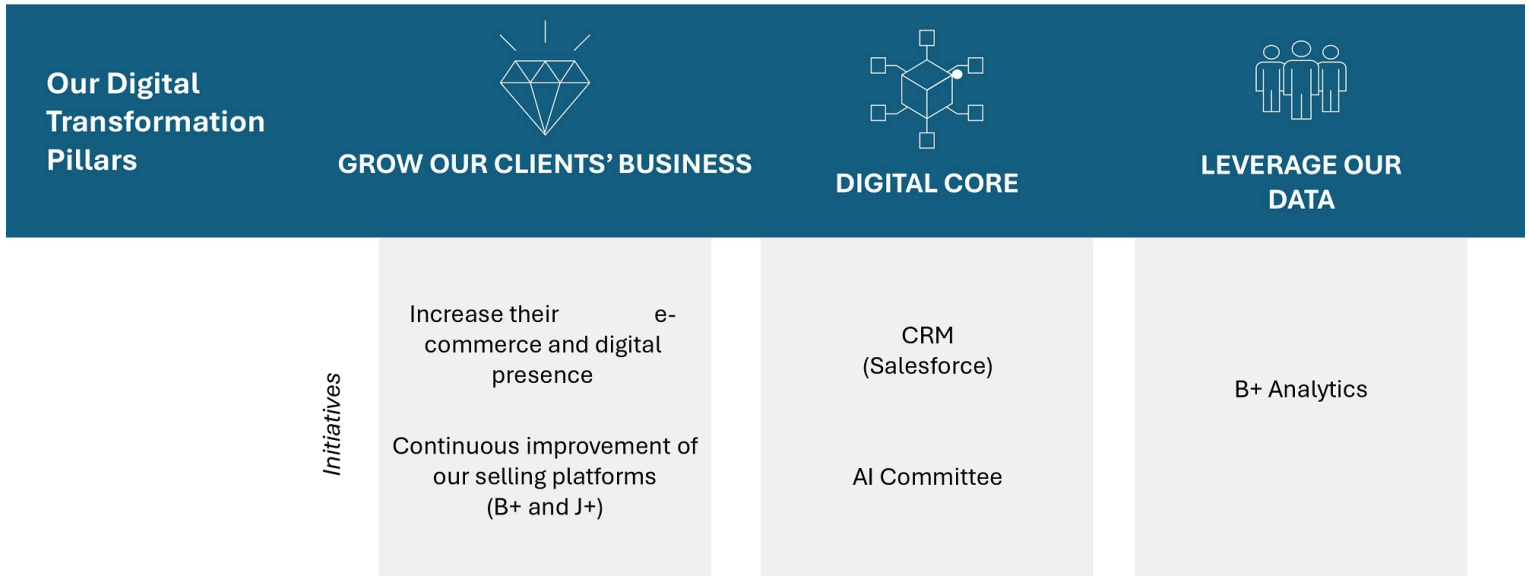 Our Digital
Transformation
Pillars
GROW OUR CLIENTS’ BUSINESS
DIGITAL CORE
LEVERAGE OUR
DATA
Initiatives
Increase their e-
commerce and digital
presence
Continuous improvement of
our selling platforms
(B+ and J+)
CRM
(Salesforce)
AI Committee
B+ Analytics